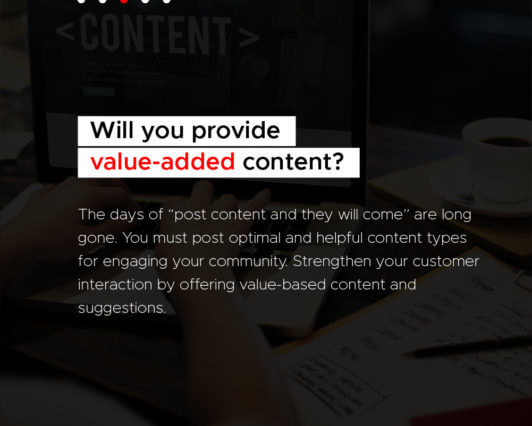 <CONTENT>
Will you provide
value-added content?
The days of “post content and they will come” are long
gone. You must post optimal and helpful content types
for engaging your community. Strengthen your customer
interaction by offering value-based content and
suggestions.